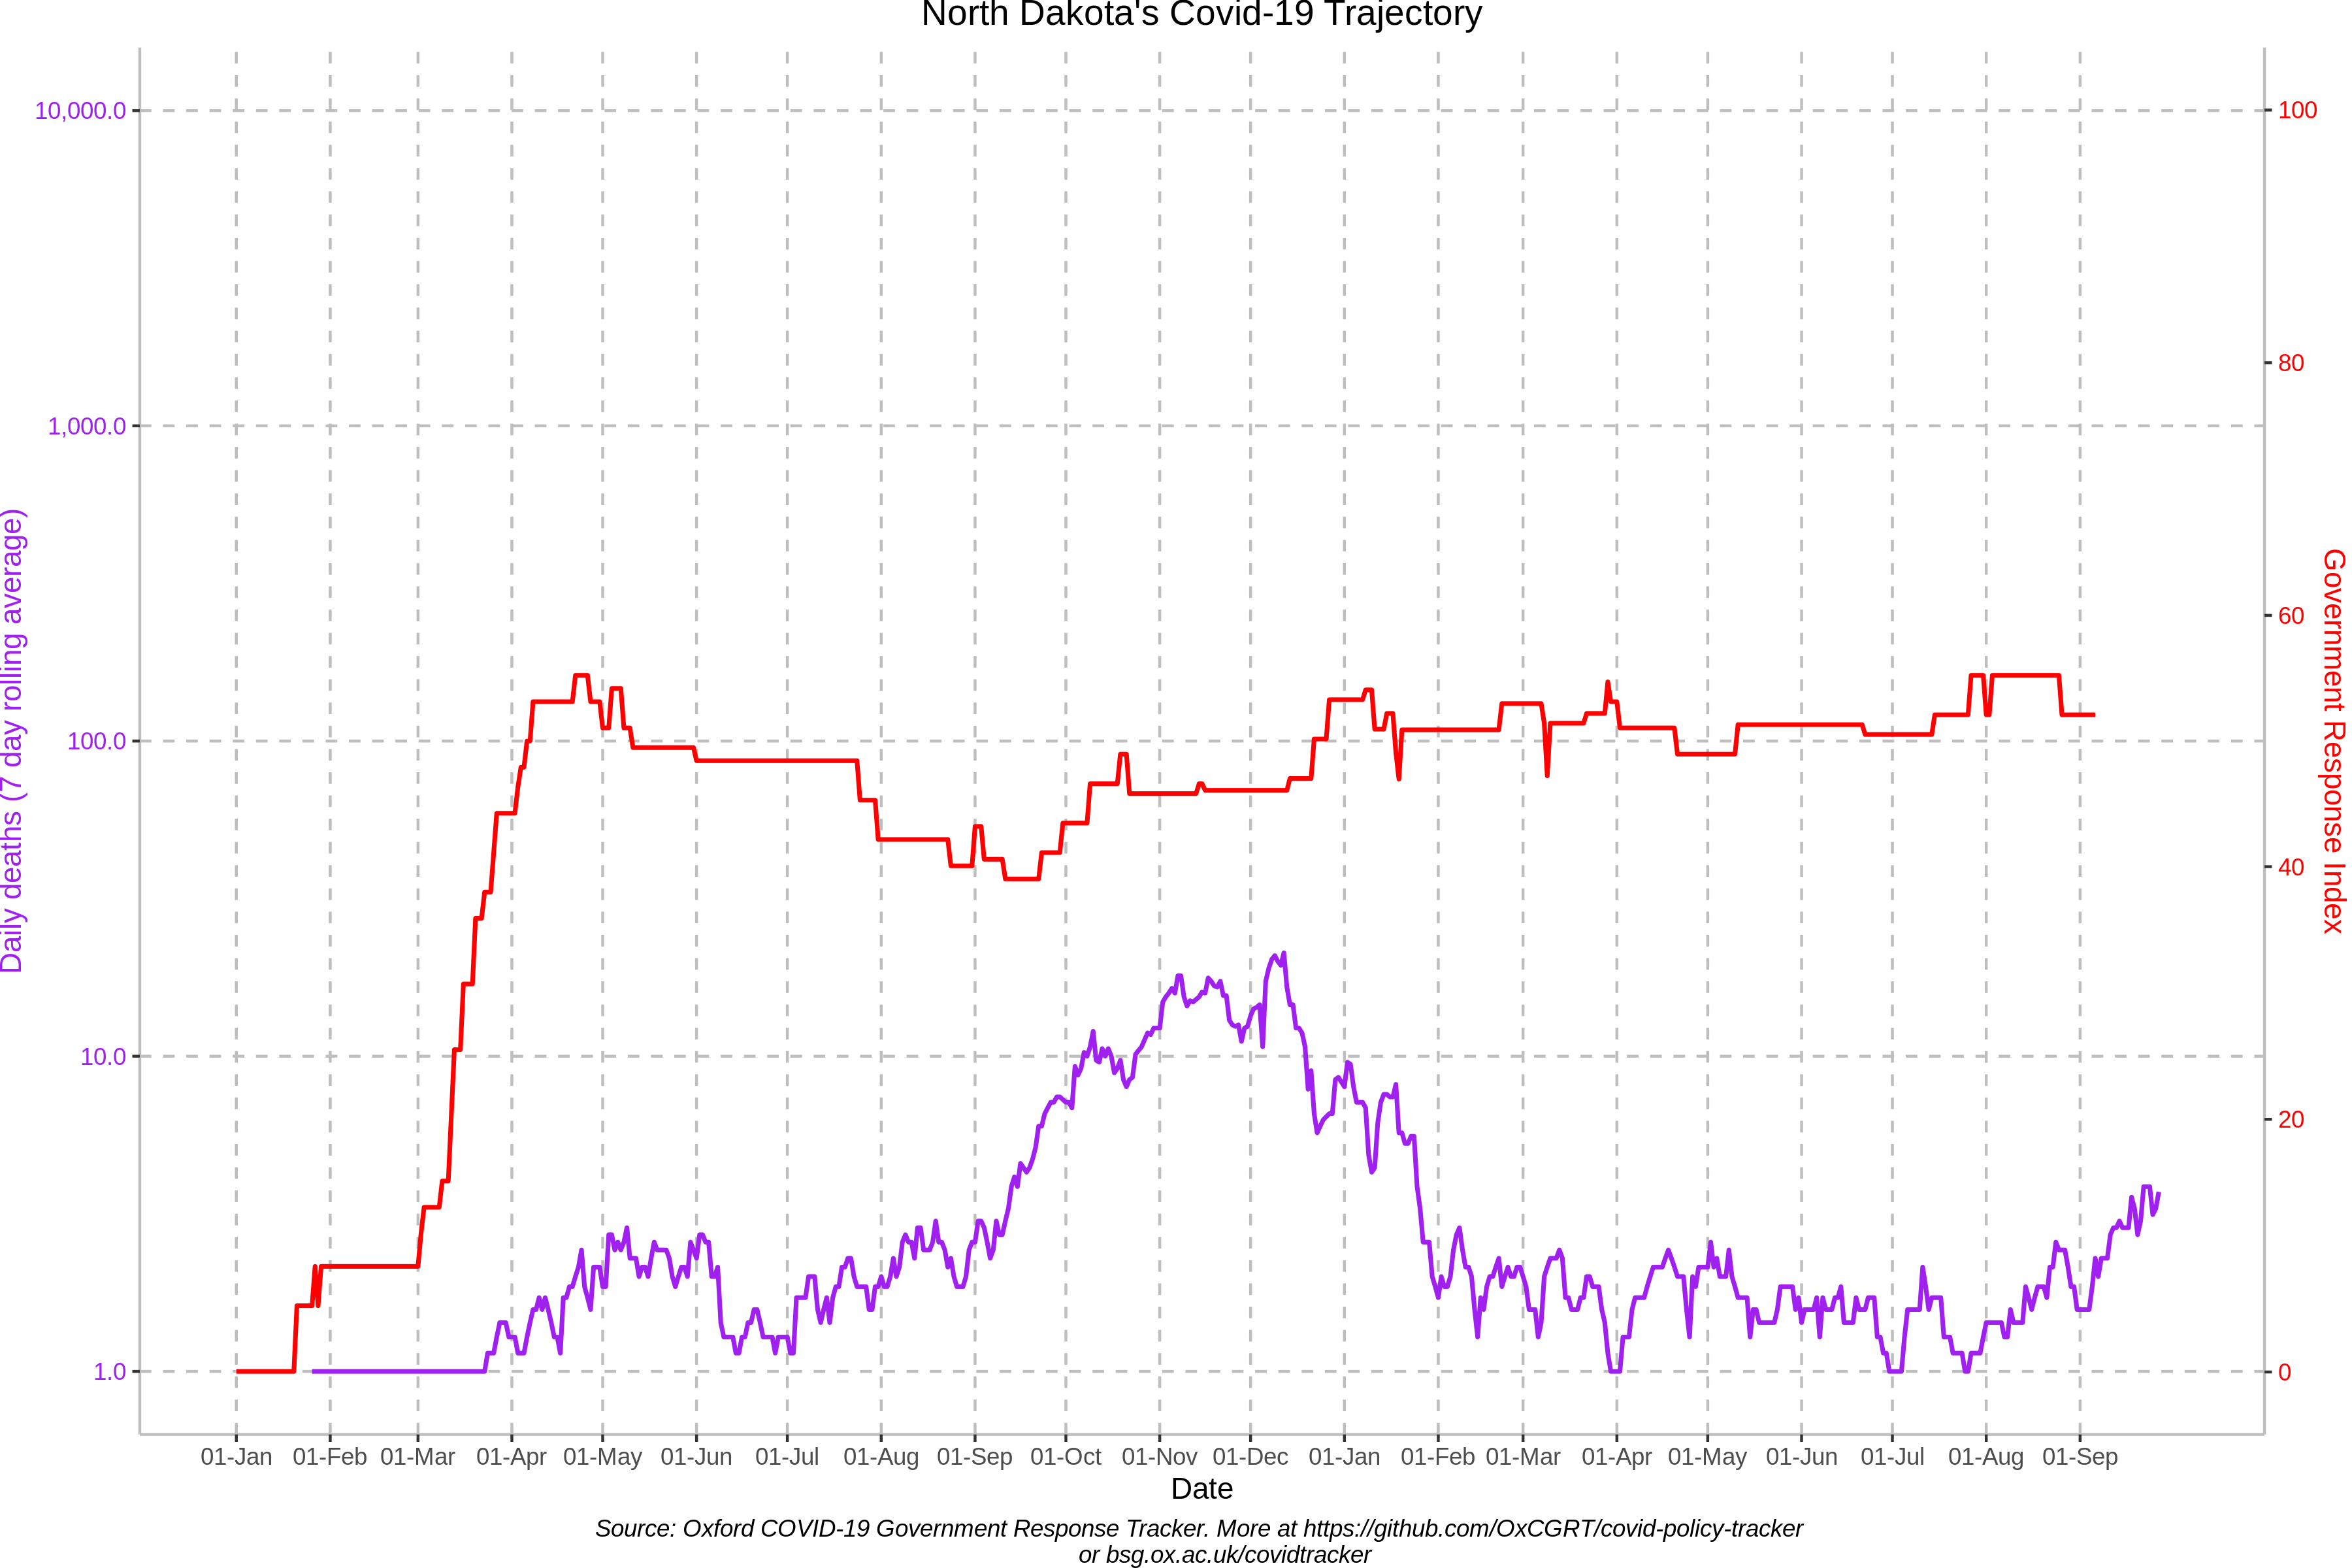 North Dakota's Covid-19 Trajectory
10,000.0
1,000.0
100.0
10.0
1.0
Daily deaths (7 day rolling average)
100
80
60
40
20
0
Government Response Index
01-Jan 01-Feb 01-Mar 01-Apr 01-May 01-Jun 01-Jul 01-Aug 01-Sep 01-Oct 01-Nov 01-Dec 01-Jan 01-Feb 01-Mar 01-Apr 01-May 01-Jun 01-Jul 01-Aug 01-Sep
Date
Source: Oxford COVID-19 Government Response Tracker. More at https://github.com/OxCGRT/covid-policy-tracker
or bsg.ox.ac.uk/covidtracker